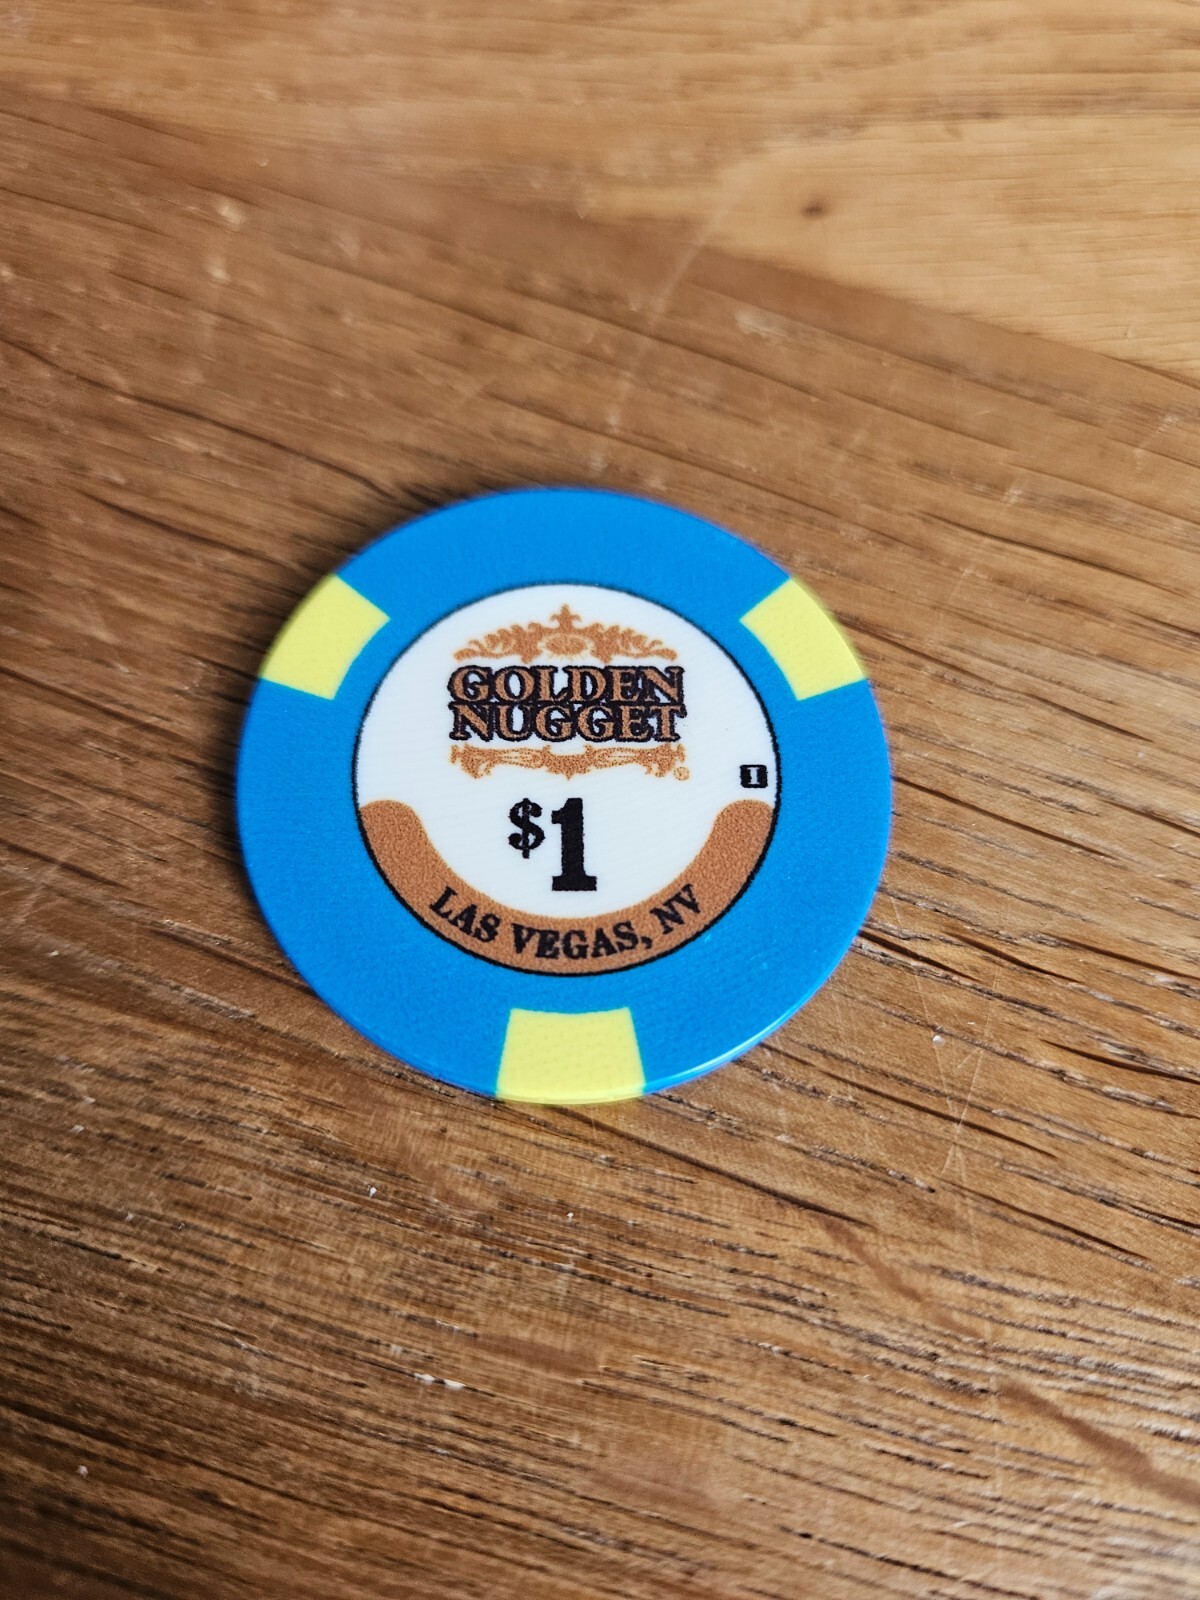 GOLDEN
NUGGET
®
1
$1
LAS VEGAS, NV